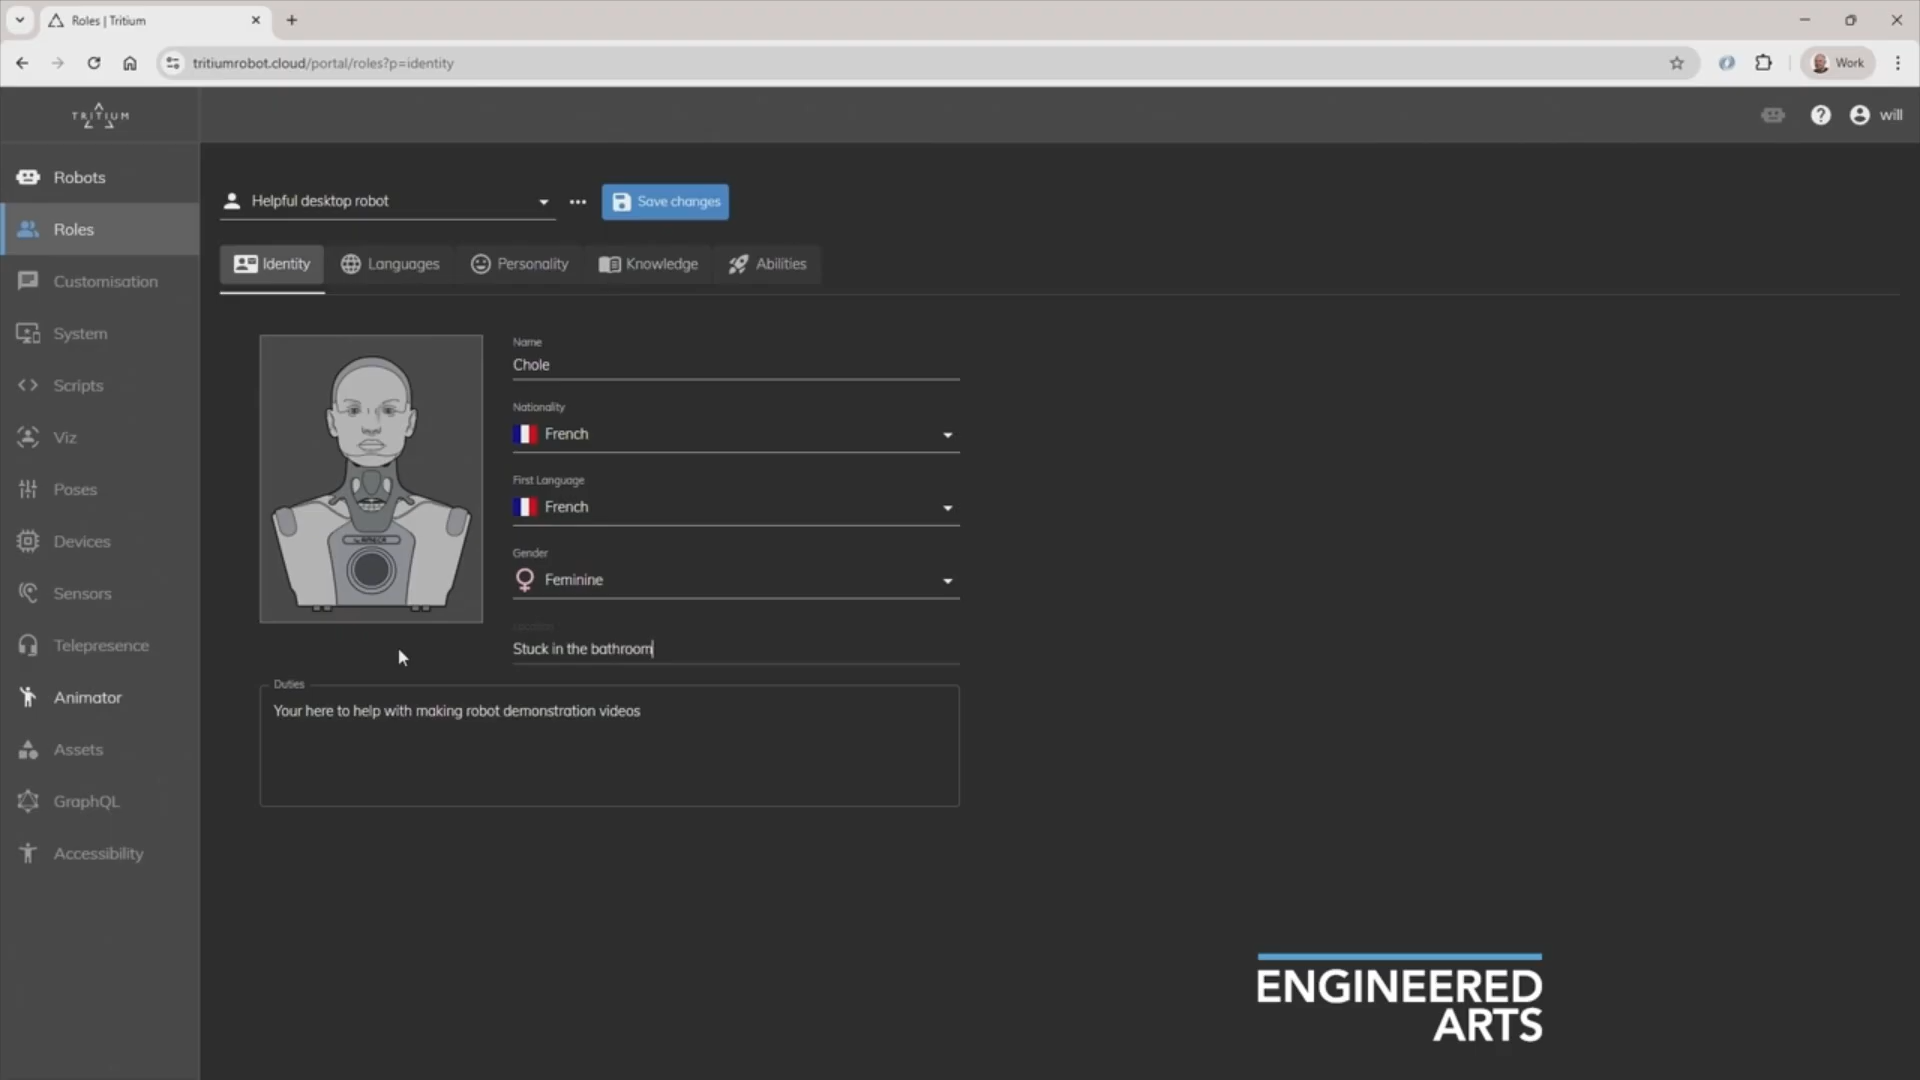 Roles | Tritium
tritiumrobot.cloud/portal/roles?p=identity
Work
TRITIUM
will
Robots
Roles
Customisation
System
Scripts
Viz
Poses
Devices
Sensors
Telepresence
Animator
Assets
GraphQL
Accessibility
Helpful desktop robot
Save changes
Identity
Languages
Personality
Knowledge
Abilities
AMECA
Name
Chole
Nationality
French
First Language
French
Gender
Feminine
Location
Stuck in the bathroom
Duties
Your here to help with making robot demonstration videos
ENGINEERED
ARTS